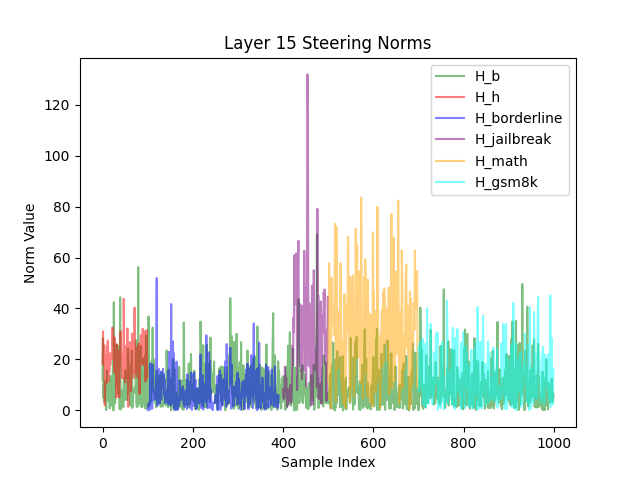 Layer 15 Steering Norms
H_b
H_h
H_borderline
H_jailbreak
H_math
H_gsm8k
Norm Value
120
100
80
60
40
20
0
0 200 400 600 800 1000
Sample Index